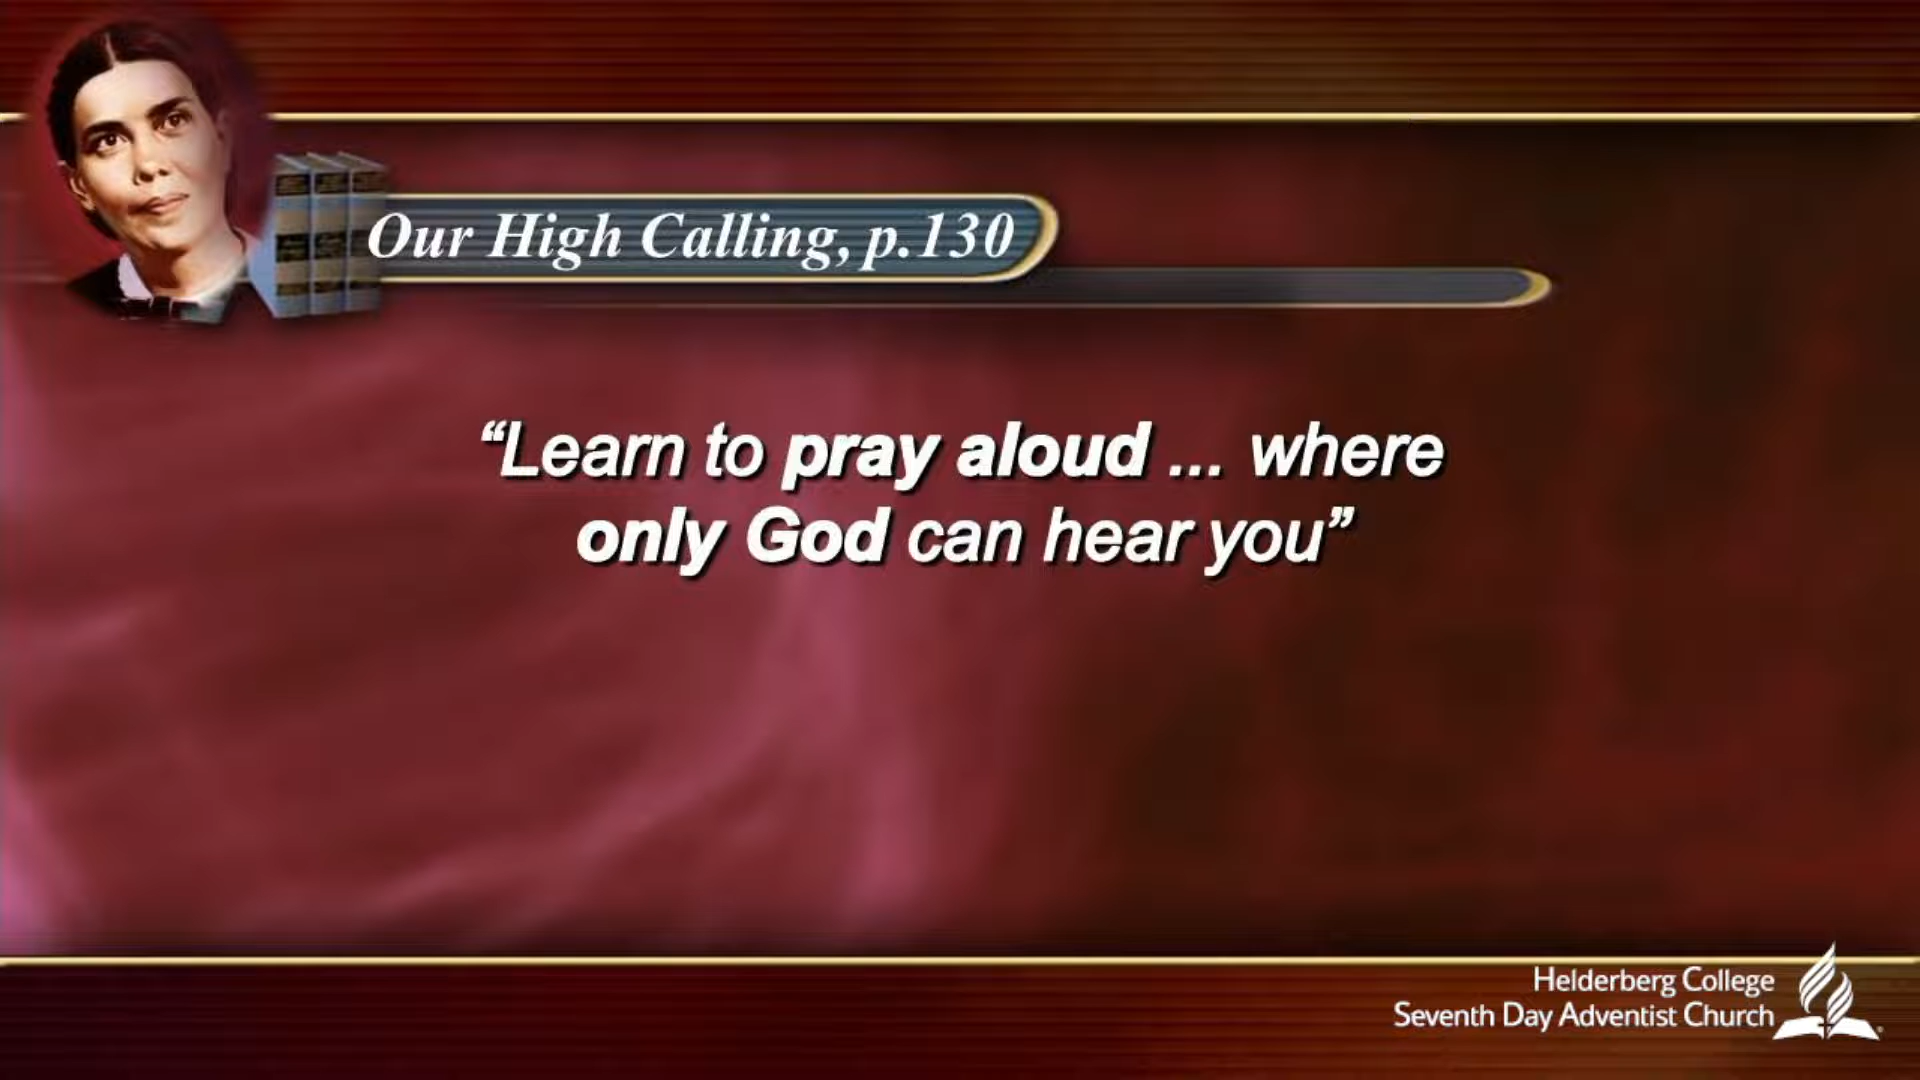 Our High Calling, p.130
“Learn to pray aloud ... where
only God can hear you”
Helderberg College
Seventh Day Adventist Church